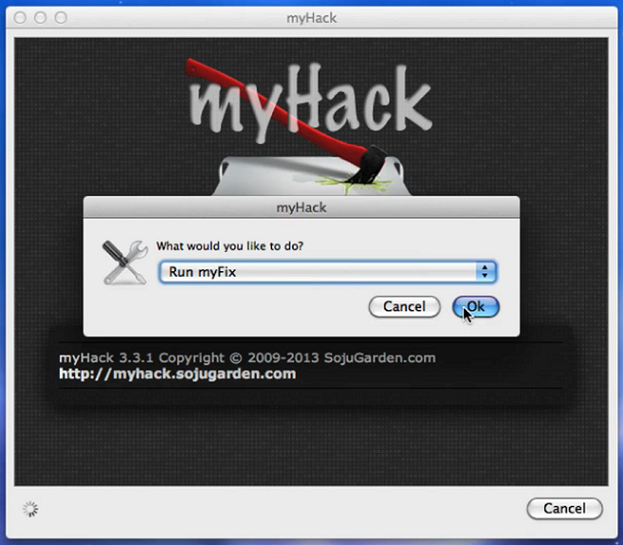 myHack
myHack
myHack
What would you like to do?
Run myFix
Cancel
Ok
myHack 3.3.1 Copyright © 2009-2013 SojuGarden.com
http://myhack.sojugarden.com
Cancel